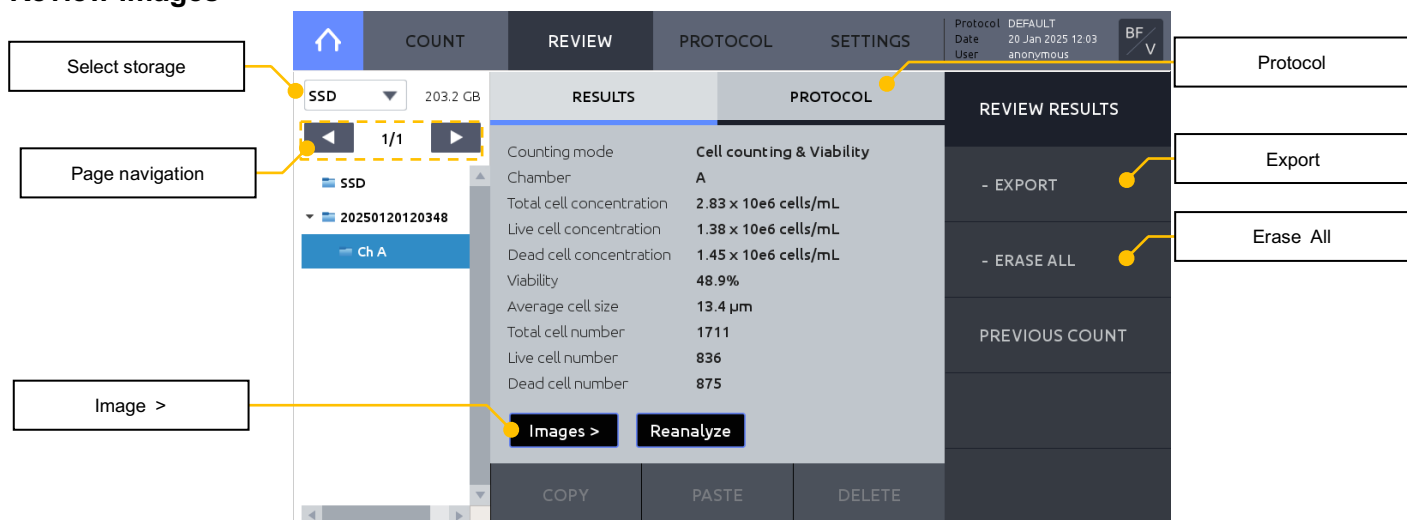 COUNT
REVIEW
PROTOCOL
SETTINGS
Protocol DEFAULT
Date 20 Jan 2025 12:03
User anonymous
BF/V
Select storage
Page navigation
Image >
SSD
203.2 GB
1/1
SSD
20250120120348
Ch A
RESULTS
PROTOCOL
Counting mode Cell counting & Viability
Chamber A
Total cell concentration 2.83 x 10e6 cells/mL
Live cell concentration 1.38 x 10e6 cells/mL
Dead cell concentration 1.45 x 10e6 cells/mL
Viability 48.9%
Average cell size 13.4 µm
Total cell number 1711
Live cell number 836
Dead cell number 875
Images >
Reanalyze
COPY
PASTE
DELETE
REVIEW RESULTS
- EXPORT
- ERASE ALL
PREVIOUS COUNT
Protocol
Export
Erase All